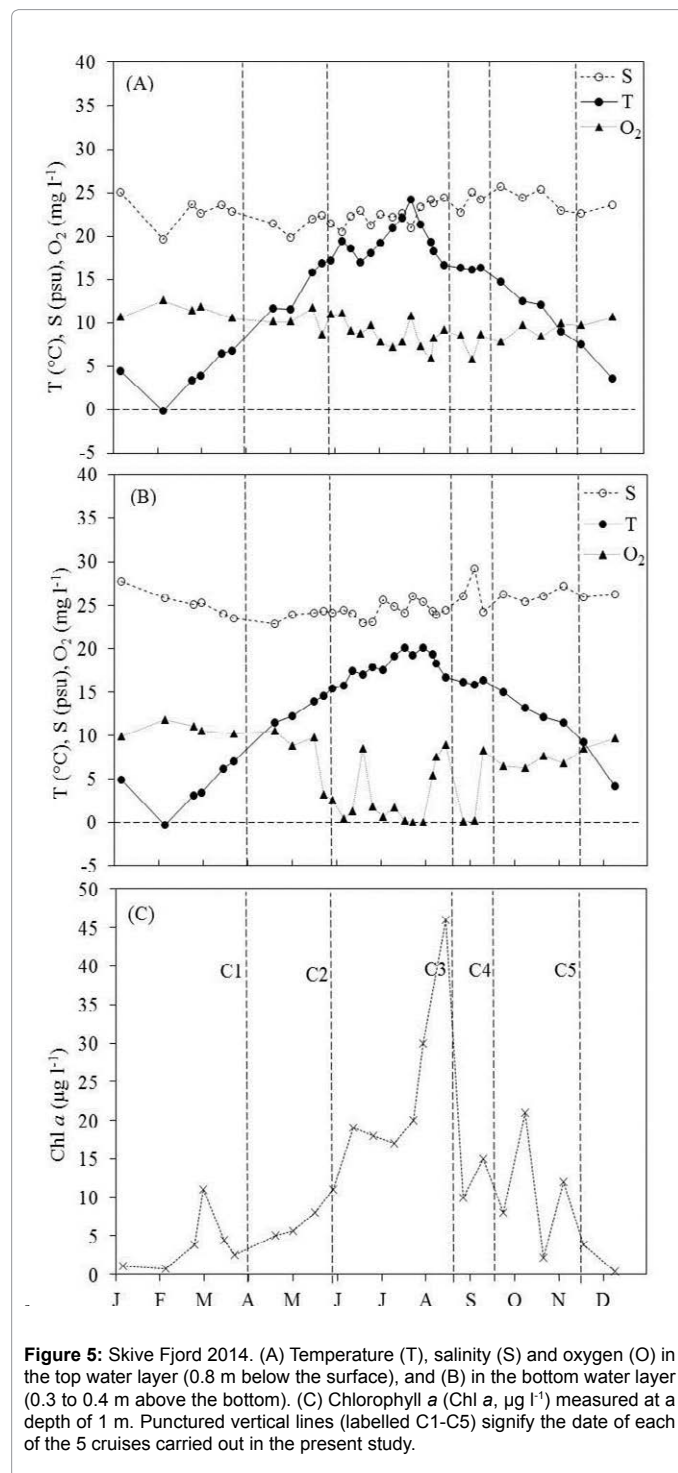 (A)
S
T
O₂
40
35
30
25
20
15
10
5
0
-5
T (°C), S (psu), O₂ (mg l⁻¹)
(B)
S
T
O₂
40
35
30
25
20
15
10
5
0
-5
T (°C), S (psu), O₂ (mg l⁻¹)
(C)
50
45
40
35
30
25
20
15
10
5
0
Chl a (µg l⁻¹)
C1 C2 C3 C4 C5
J F M A M J J A S O N D
Figure 5: Skive Fjord 2014. (A) Temperature (T), salinity (S) and oxygen (O) in
the top water layer (0.8 m below the surface), and (B) in the bottom water layer
(0.3 to 0.4 m above the bottom). (C) Chlorophyll a (Chl a, µg l⁻¹) measured at a
depth of 1 m. Punctured vertical lines (labelled C1-C5) signify the date of each
of the 5 cruises carried out in the present study.